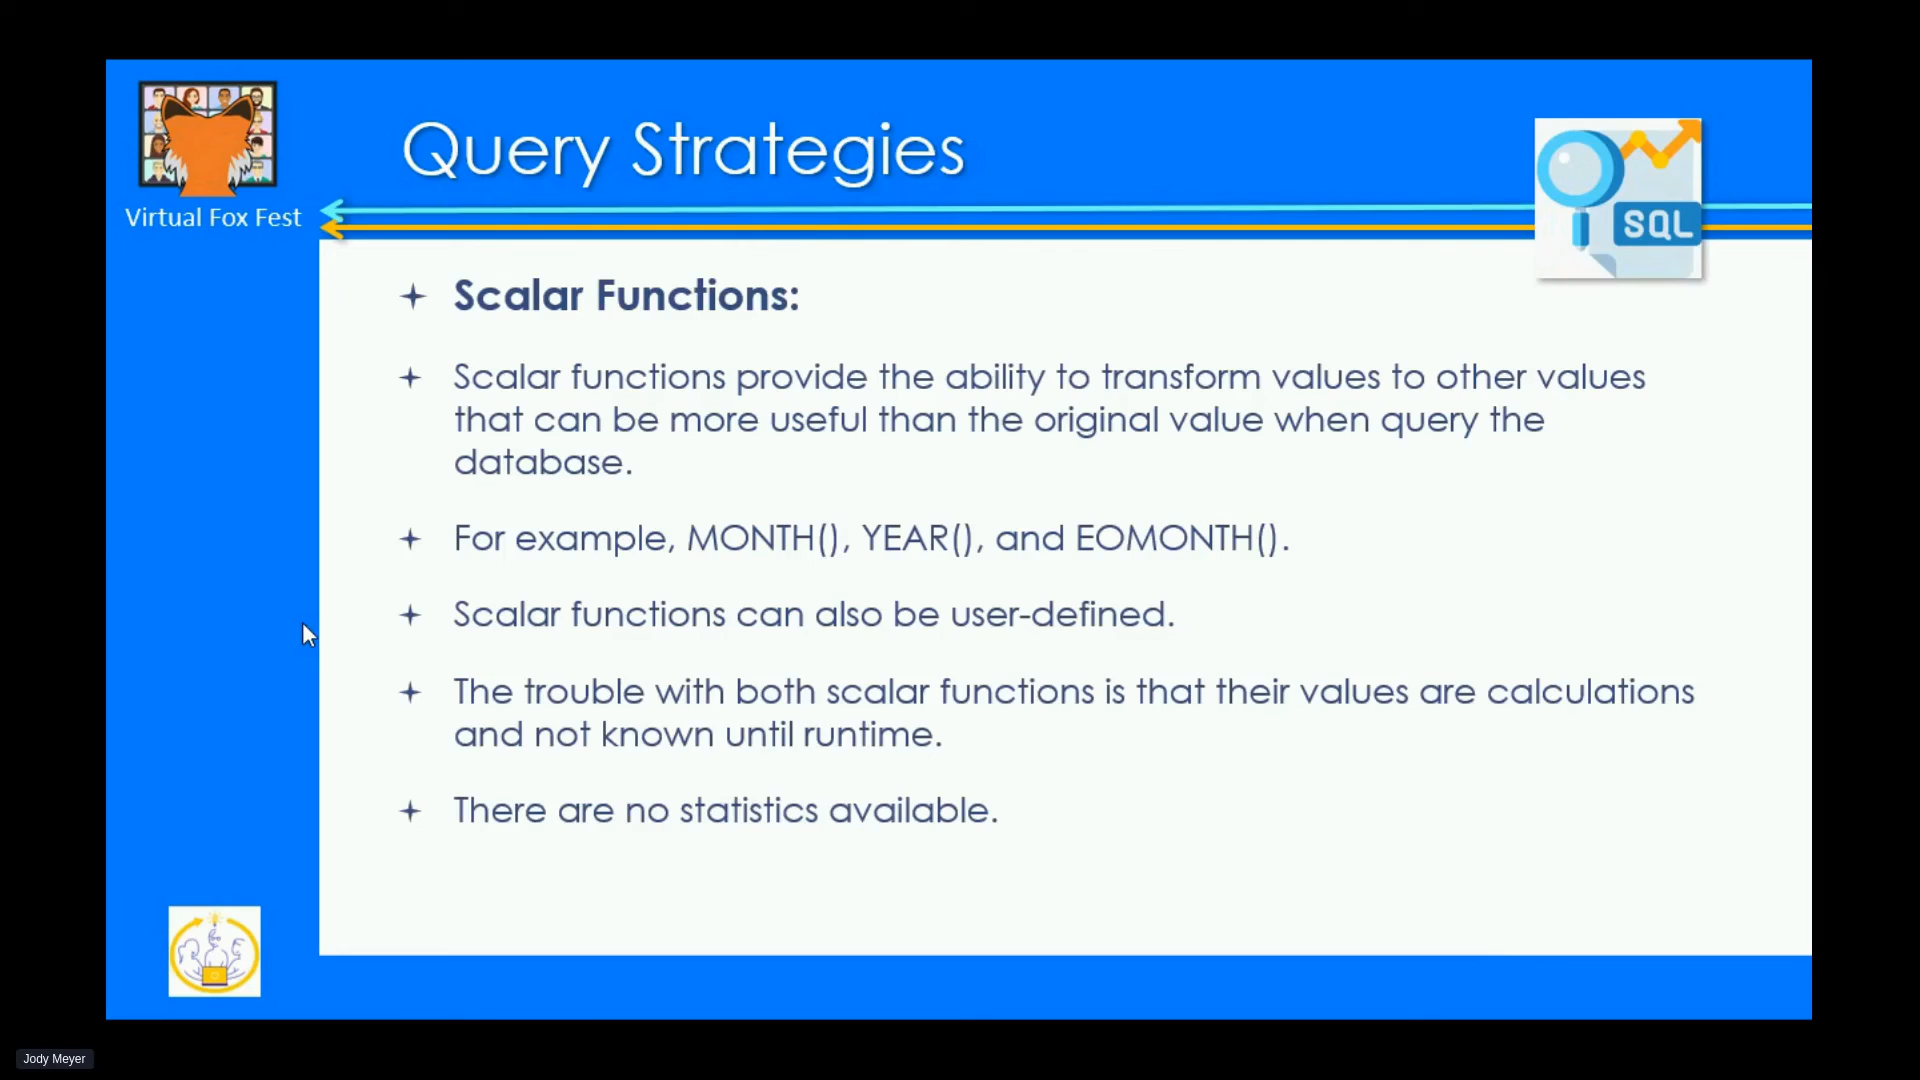 Query Strategies
SQL
Virtual Fox Fest
Scalar Functions:
Scalar functions provide the ability to transform values to other values
that can be more useful than the original value when query the
database.
For example, MONTH(), YEAR(), and EOMONTH().
Scalar functions can also be user-defined.
The trouble with both scalar functions is that their values are calculations
and not known until runtime.
There are no statistics available.
Jody Meyer